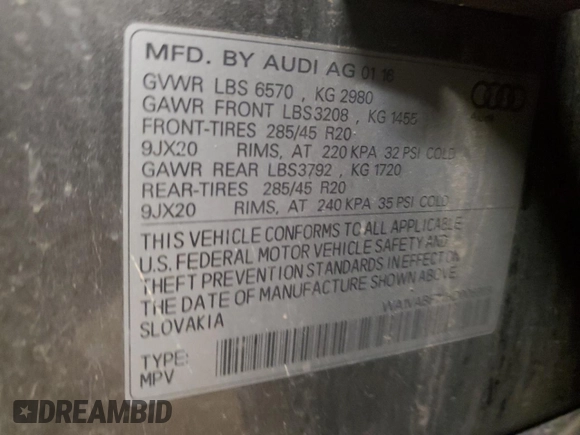 MFD. BY AUDI AG 01 16
GVWR LBS 6570 , KG 2980
GAWR FRONT LBS3208 , KG 1455
FRONT-TIRES 285/45 R20
9JX20 RIMS, AT 220 KPA 32 PSI COLD
GAWR REAR LBS3792 , KG 1720
REAR-TIRES 285/45 R20
9JX20 RIMS, AT 240 KPA 35 PSI COLD
THIS VEHICLE CONFORMS TO ALL APPLICABLE
U.S. FEDERAL MOTOR VEHICLE SAFETY AND
THEFT PREVENTION STANDARDS IN EFFECT ON
THE DATE OF MANUFACTURE SHOWN ABOVE.
SLOVAKIA
TYPE:
MPV
DREAMBID